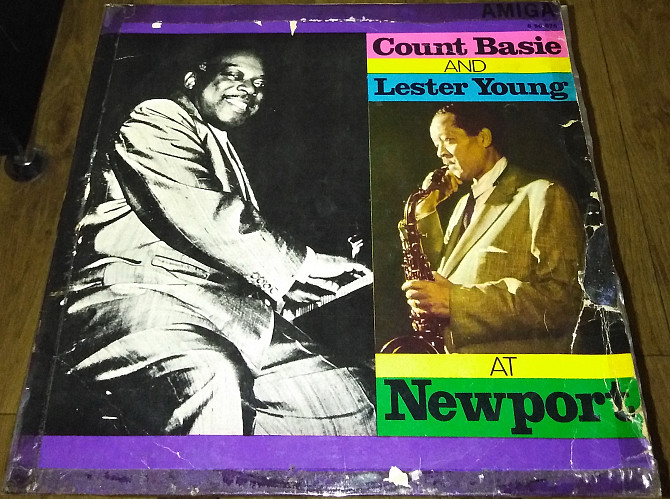 AMIGA
Count Basie
AND
Lester Young
AT
Newport